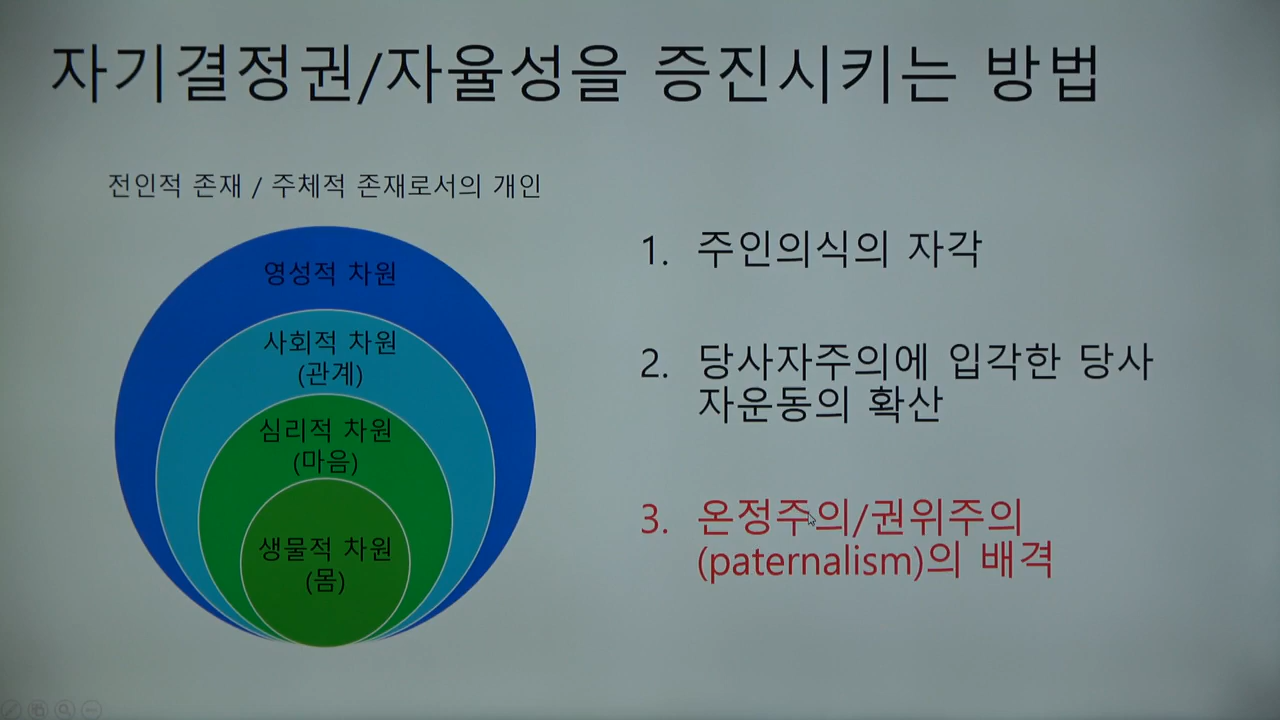 자기결정권/자율성을 증진시키는 방법
전인적 존재 / 주체적 존재로서의 개인
영성적 차원
사회적 차원
(관계)
심리적 차원
(마음)
생물적 차원
(몸)
1. 주인의식의 자각
2. 당사자주의에 입각한 당사
자운동의 확산
3. 온정주의/권위주의
(paternalism)의 배격